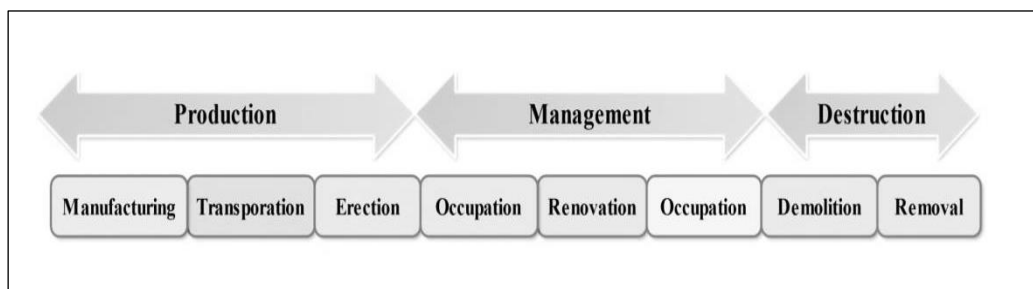 Production Management Destruction
Manufacturing Transporation Erection Occupation Renovation Occupation Demolition Removal